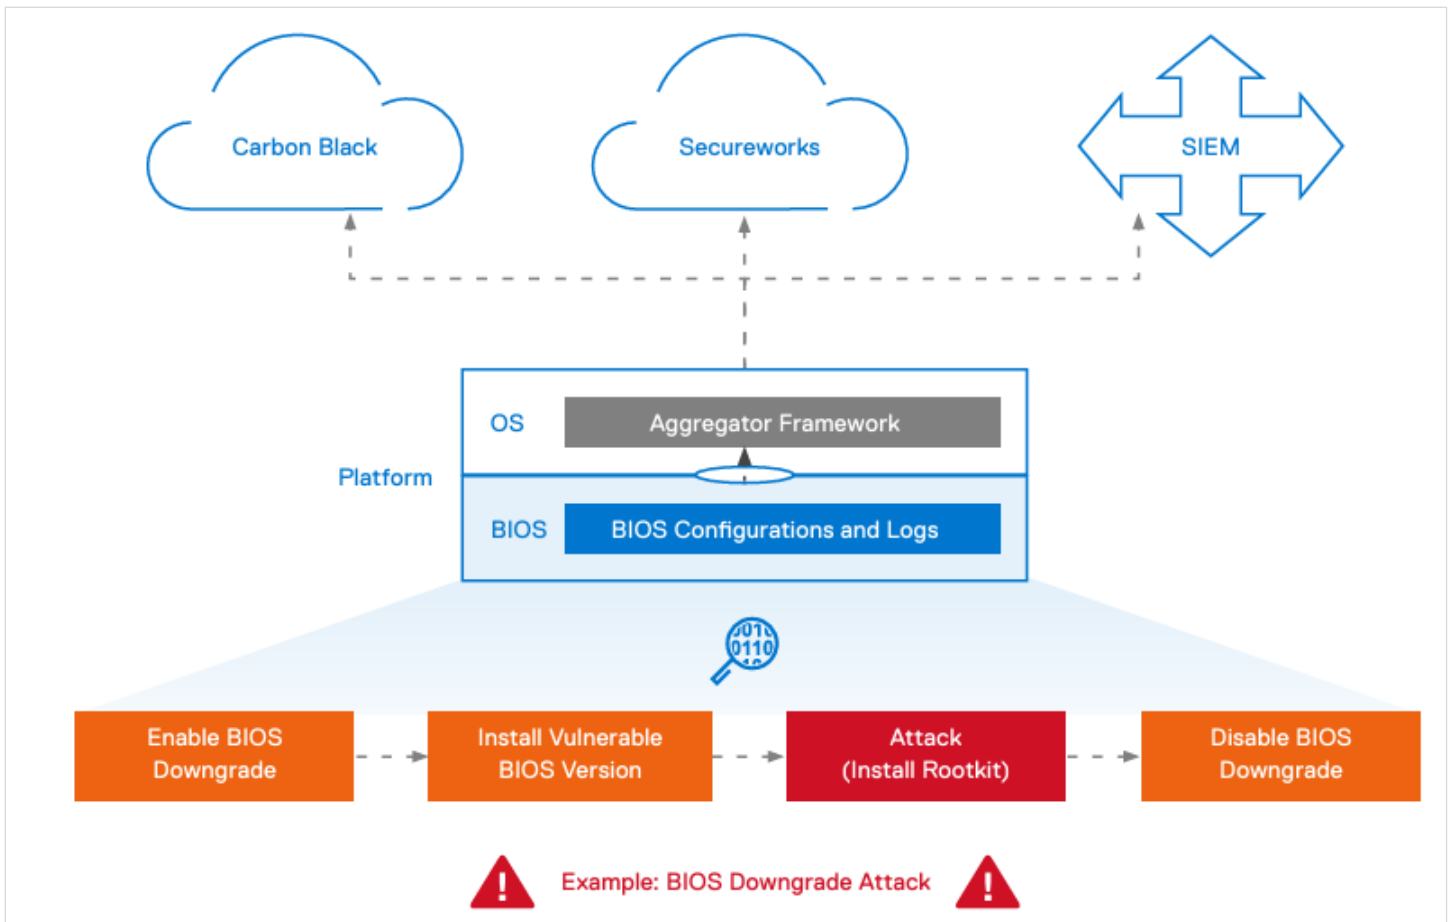 Carbon Black
Secureworks
SIEM
OS
Aggregator Framework
Platform
BIOS
BIOS Configurations and Logs
0110
Enable BIOS
Downgrade
Install Vulnerable
BIOS Version
Attack
(Install Rootkit)
Disable BIOS
Downgrade
!
Example: BIOS Downgrade Attack
!